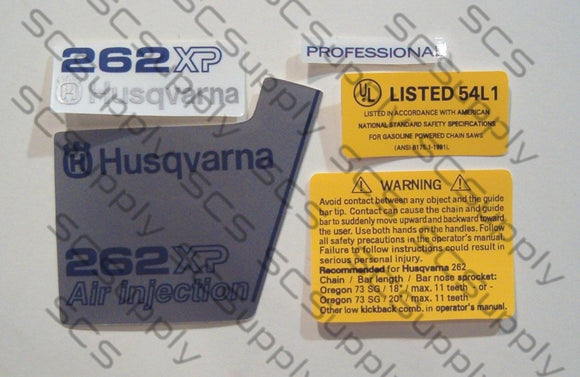 262XP
Husqvarna
PROFESSIONAL
UL LISTED 54L1
LISTED IN ACCORDANCE WITH AMERICAN
NATIONAL STANDARD SAFETY SPECIFICATIONS
FOR GASOLINE POWERED CHAIN SAWS
(ANSI B175.1-1991).
Husqvarna
262XP
Air Injection
WARNING
Avoid contact between any object and the guide
bar tip. Contact can cause the chain and guide
bar to suddenly move upward and backward toward
the user. Use both hands on the handles. Follow
all safety precautions in the operator's manual.
Failure to follow instructions could result in
serious personal injury.
Recommended for Husqvarna 262
Chain / Bar length / Bar nose sprocket:
Oregon 73 SG / 18" / max. 11 teeth - or -
Oregon 73 SG / 20" / max. 11 teeth
Other low kickback comb. in operator's manual.
SCS Supply